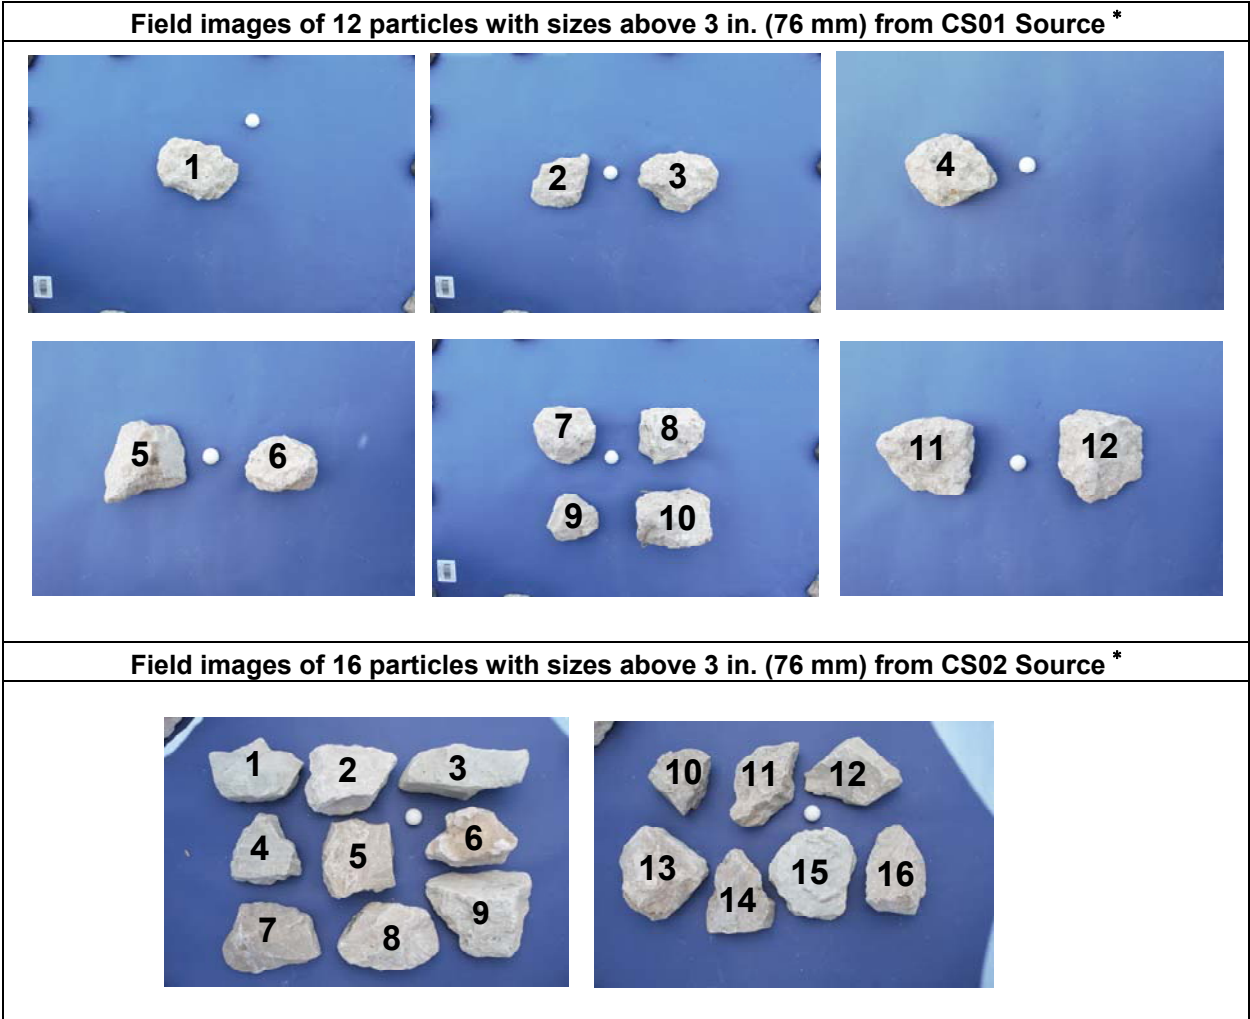 Field images of 12 particles with sizes above 3 in. (76 mm) from CS01 Source *
1
2 3
4
5 6
7 8
9 10
11 12
Field images of 16 particles with sizes above 3 in. (76 mm) from CS02 Source *
1 2 3
4 5 6
7 8 9
10 11 12
13 14 15 16